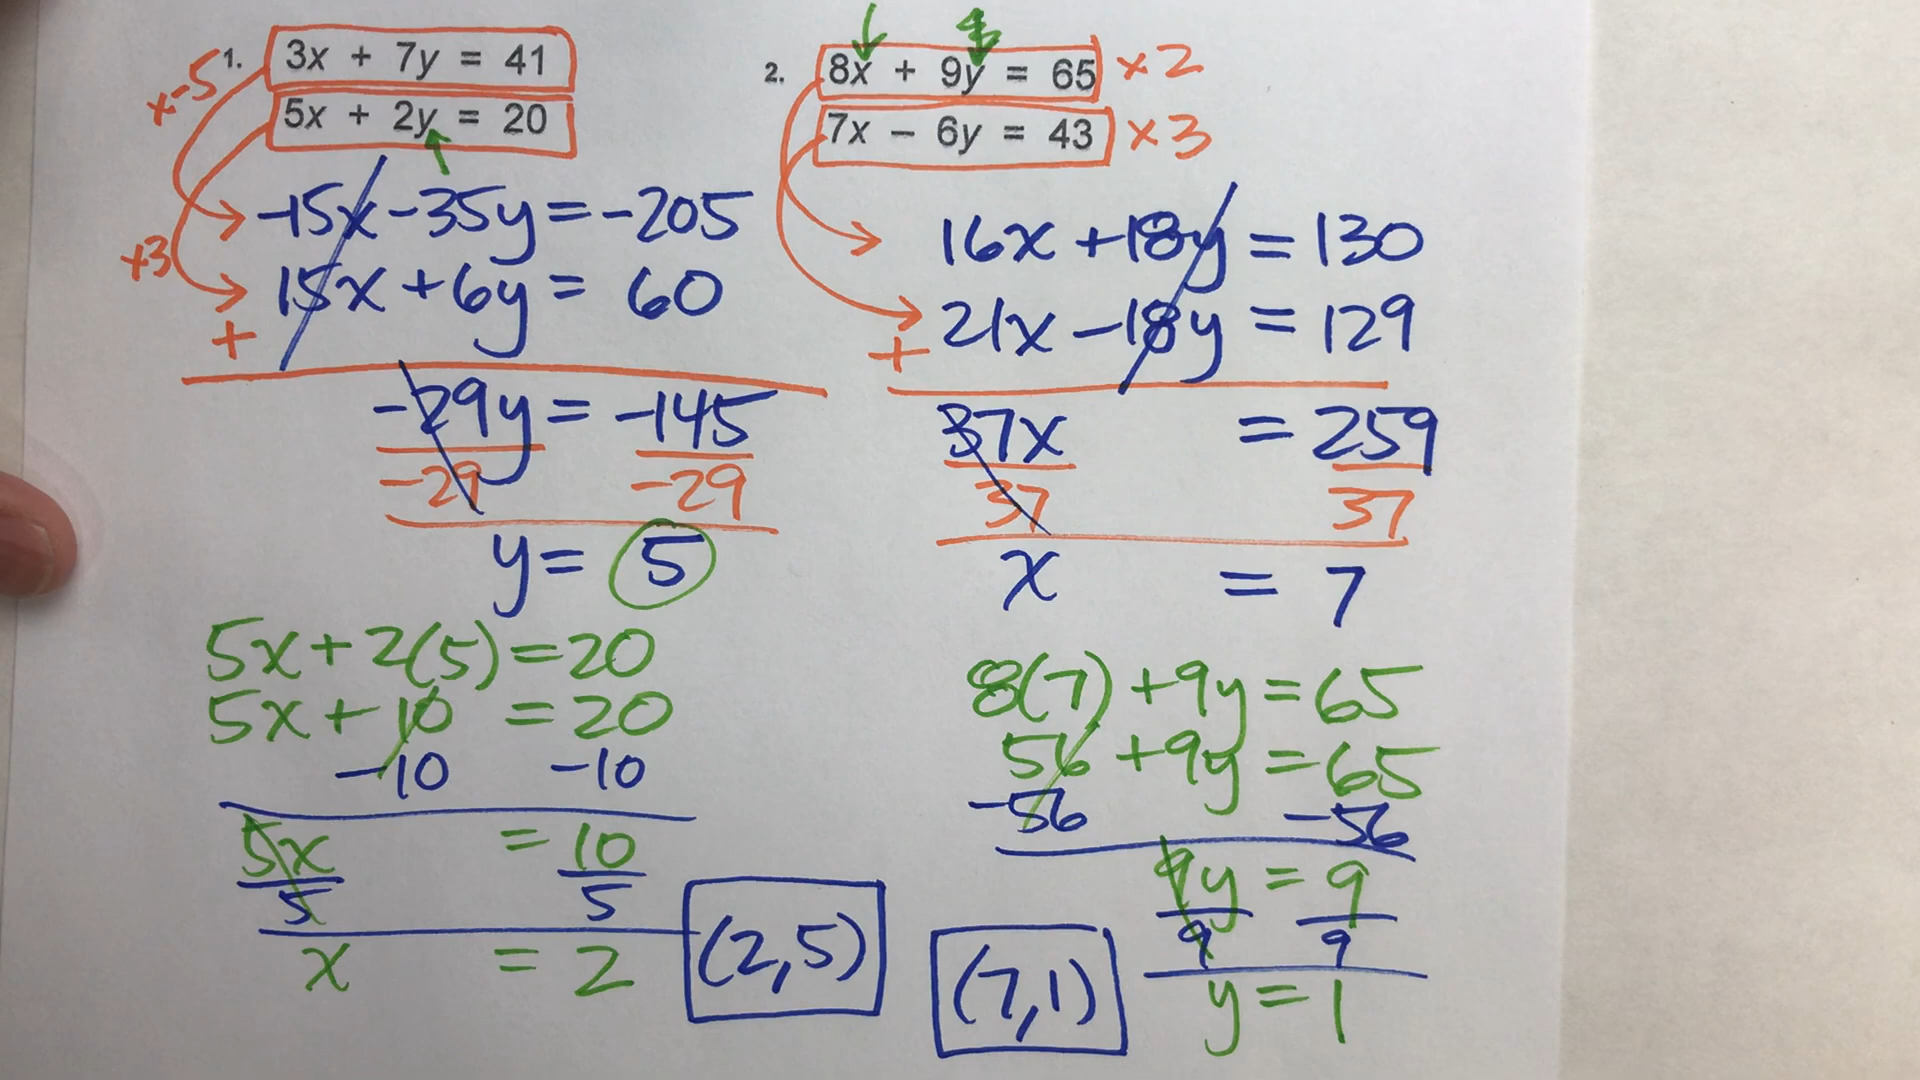 1. 3x + 7y = 41
x-5
5x + 2y = 20
-15x -35y = -205
x3
15x + 6y = 60
+
-29y = -145
-29 -29
y = 5
5x + 2(5) = 20
5x + 10 = 20
-10 -10
5x = 10
5 5
x = 2
(2,5)
2. 8x + 9y = 65 x2
7x – 6y = 43 x3
16x + 18y = 130
21x - 18y = 129
+
37x = 259
37 37
x = 7
8(7) + 9y = 65
56 + 9y = 65
-56 -56
9y = 9
9 9
y = 1
(7,1)